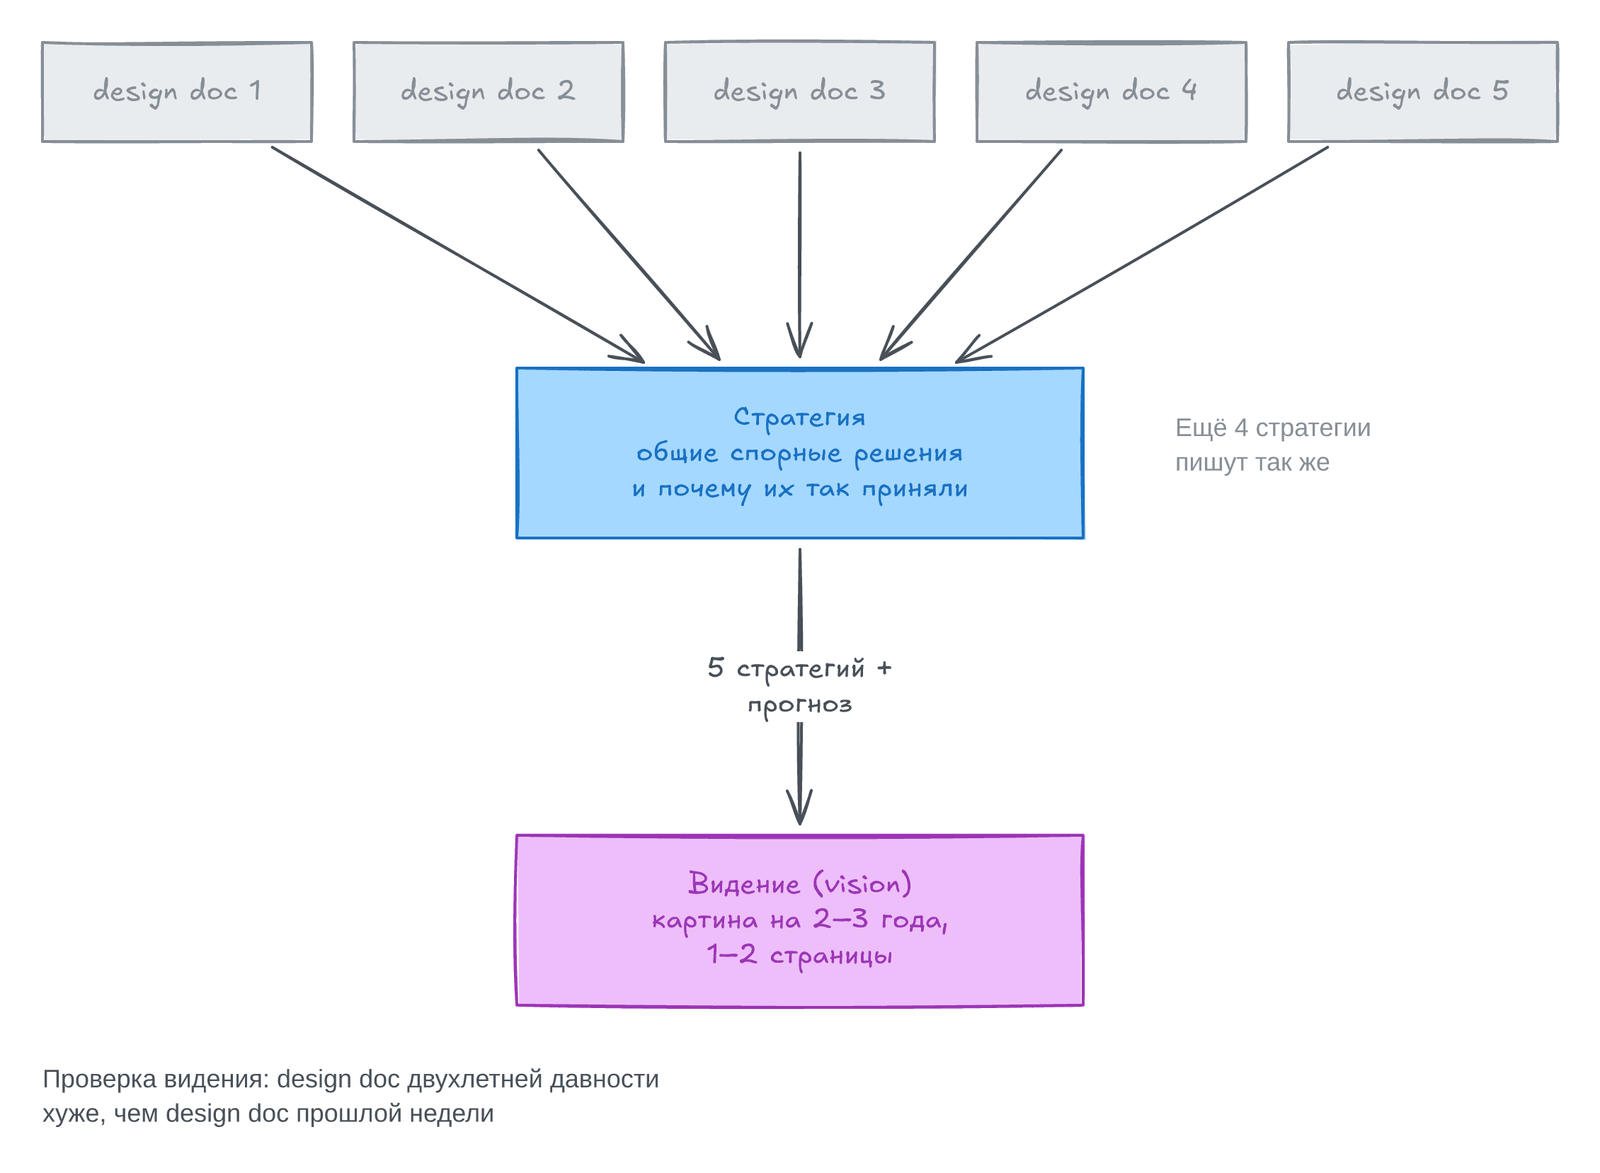 design doc 1
design doc 2
design doc 3
design doc 4
design doc 5
Стратегия
общие спорные решения
и почему их так приняли
Ещё 4 стратегии
пишут так же
5 стратегий +
прогноз
Видение (vision)
картина на 2–3 года,
1–2 страницы
Проверка видения: design doc двухлетней давности
хуже, чем design doc прошлой недели